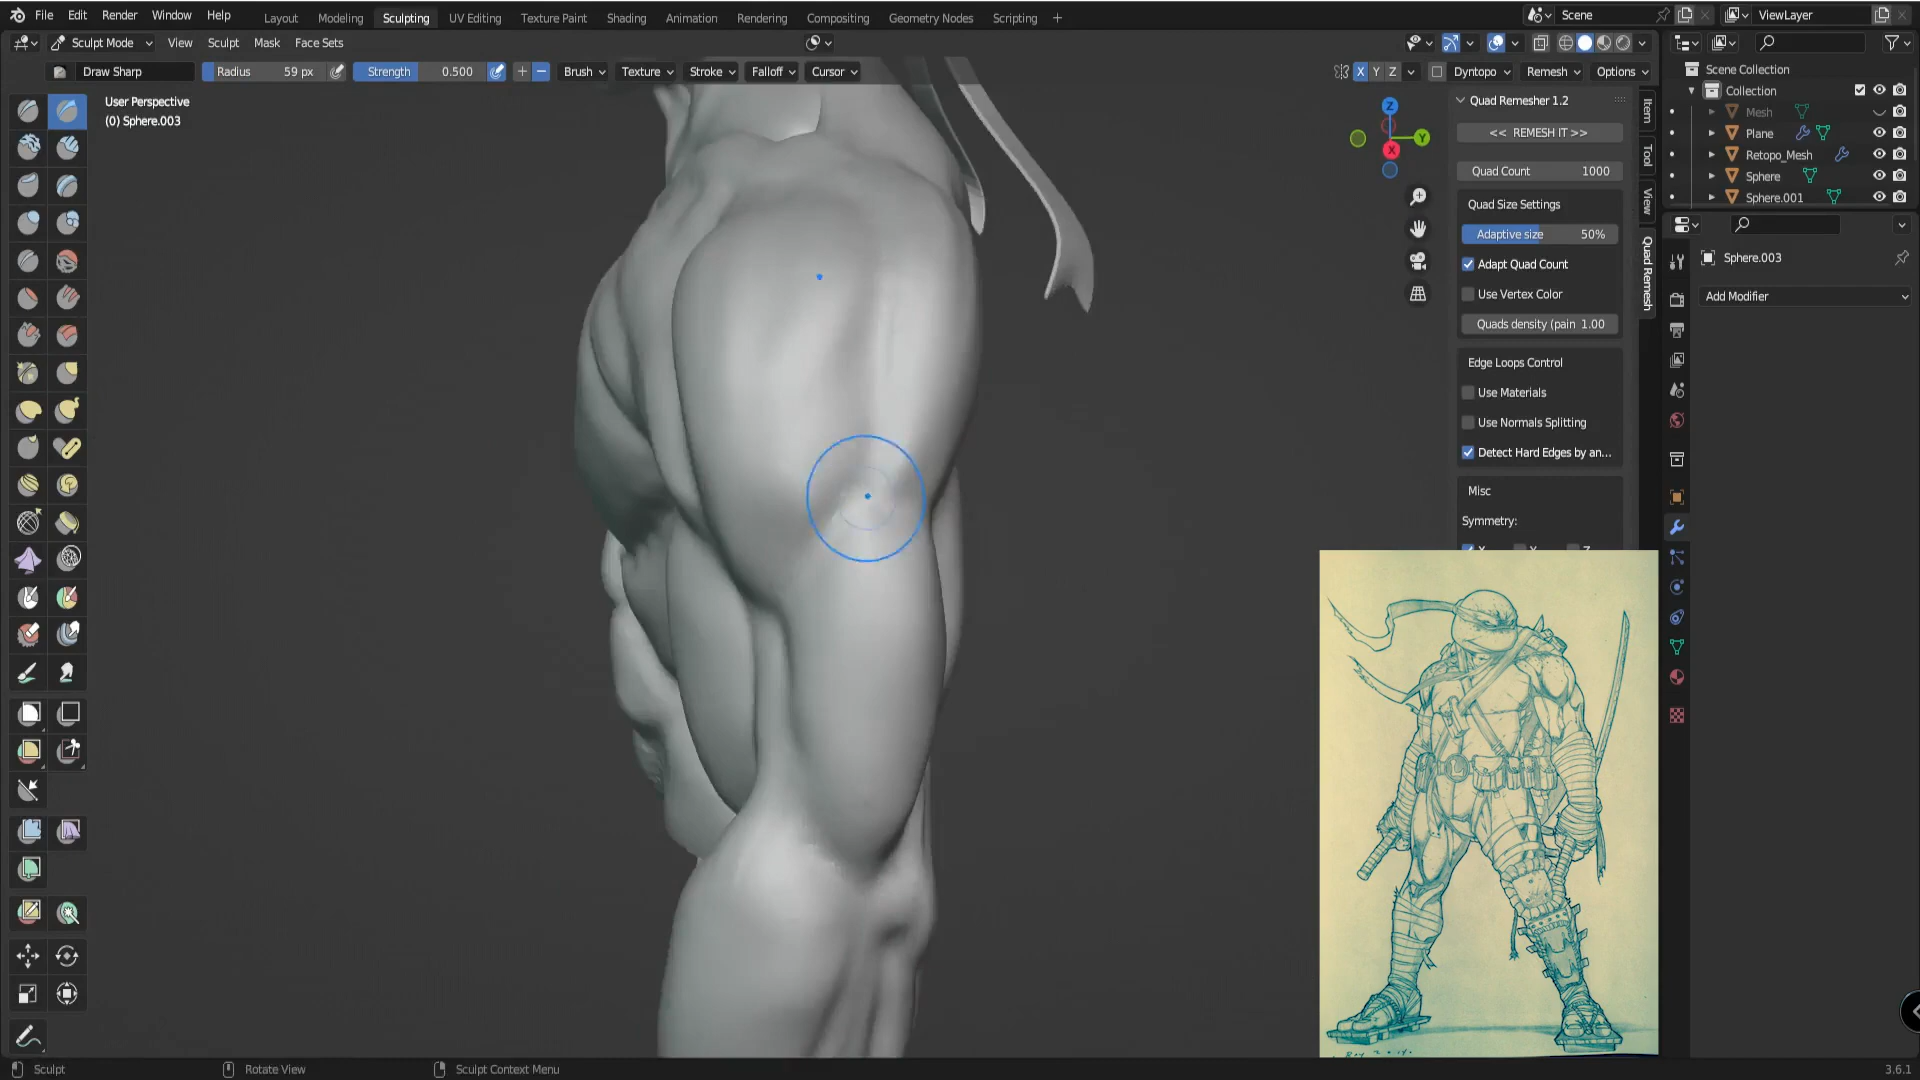 File Edit Render Window Help Layout Modeling Sculpting UV Editing Texture Paint Shading Animation Rendering Compositing Geometry Nodes Scripting + Scene ViewLayer
Sculpt Mode View Sculpt Mask Face Sets
Draw Sharp Radius 59 px Strength 0.500 Brush Texture Stroke Falloff Cursor X Y Z Dyntopo Remesh Options
User Perspective
(0) Sphere.003
Z
Y
X
Quad Remesher 1.2
<< REMESH IT >>
Quad Count 1000
Quad Size Settings
Adaptive size 50%
Adapt Quad Count
Use Vertex Color
Quads density (pain 1.00
Edge Loops Control
Use Materials
Use Normals Splitting
Detect Hard Edges by an...
Misc
Symmetry:
Item
Tool
View
Quad Remesh
Scene Collection
Collection
Mesh
Plane
Retopo_Mesh
Sphere
Sphere.001
Sphere.003
Add Modifier
Sculpt Rotate View Sculpt Context Menu 3.6.1